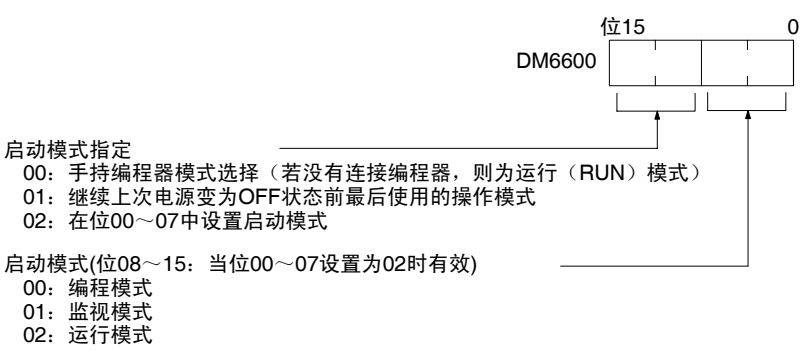 位15 0
DM6600
启动模式指定
00：手持编程器模式选择（若没有连接编程器，则为运行（RUN）模式）
01：继续上次电源变为OFF状态前最后使用的操作模式
02：在位00～07中设置启动模式
启动模式(位08～15：当位00～07设置为02时有效)
00：编程模式
01：监视模式
02：运行模式